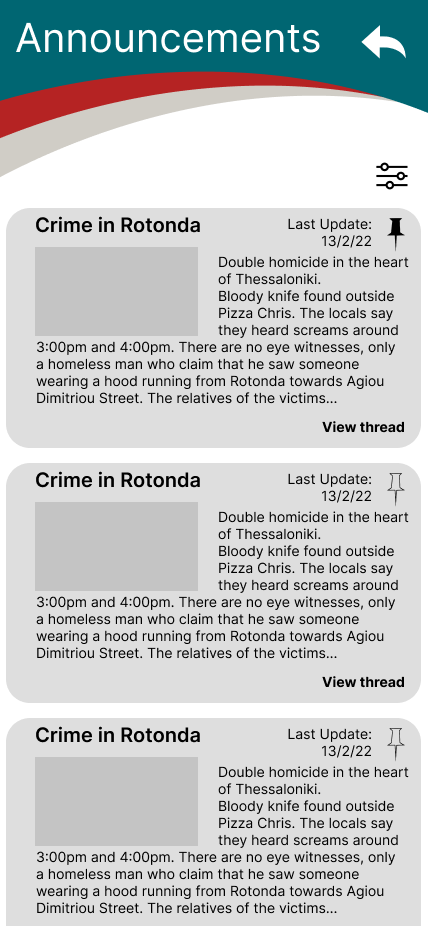 Announcements
Crime in Rotonda
Last Update:
13/2/22
Double homicide in the heart
of Thessaloniki.
Bloody knife found outside
Pizza Chris. The locals say
they heard screams around
3:00pm and 4:00pm. There are no eye witnesses, only
a homeless man who claim that he saw someone
wearing a hood running from Rotonda towards Agiou
Dimitriou Street. The relatives of the victims...
View thread
Crime in Rotonda
Last Update:
13/2/22
Double homicide in the heart
of Thessaloniki.
Bloody knife found outside
Pizza Chris. The locals say
they heard screams around
3:00pm and 4:00pm. There are no eye witnesses, only
a homeless man who claim that he saw someone
wearing a hood running from Rotonda towards Agiou
Dimitriou Street. The relatives of the victims...
View thread
Crime in Rotonda
Last Update:
13/2/22
Double homicide in the heart
of Thessaloniki.
Bloody knife found outside
Pizza Chris. The locals say
they heard screams around
3:00pm and 4:00pm. There are no eye witnesses, only
a homeless man who claim that he saw someone
wearing a hood running from Rotonda towards Agiou
Dimitriou Street. The relatives of the victims...